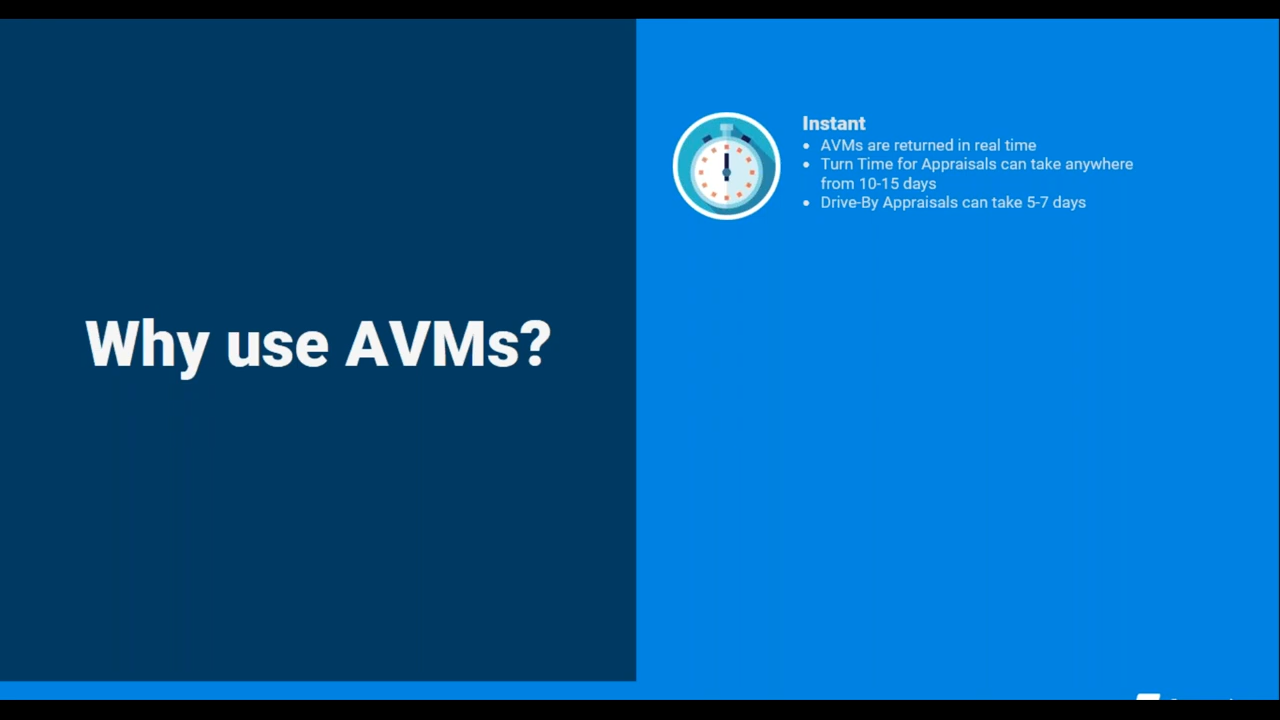 Why use AVMs?
Instant
• AVMs are returned in real time
• Turn Time for Appraisals can take anywhere
from 10-15 days
• Drive-By Appraisals can take 5-7 days